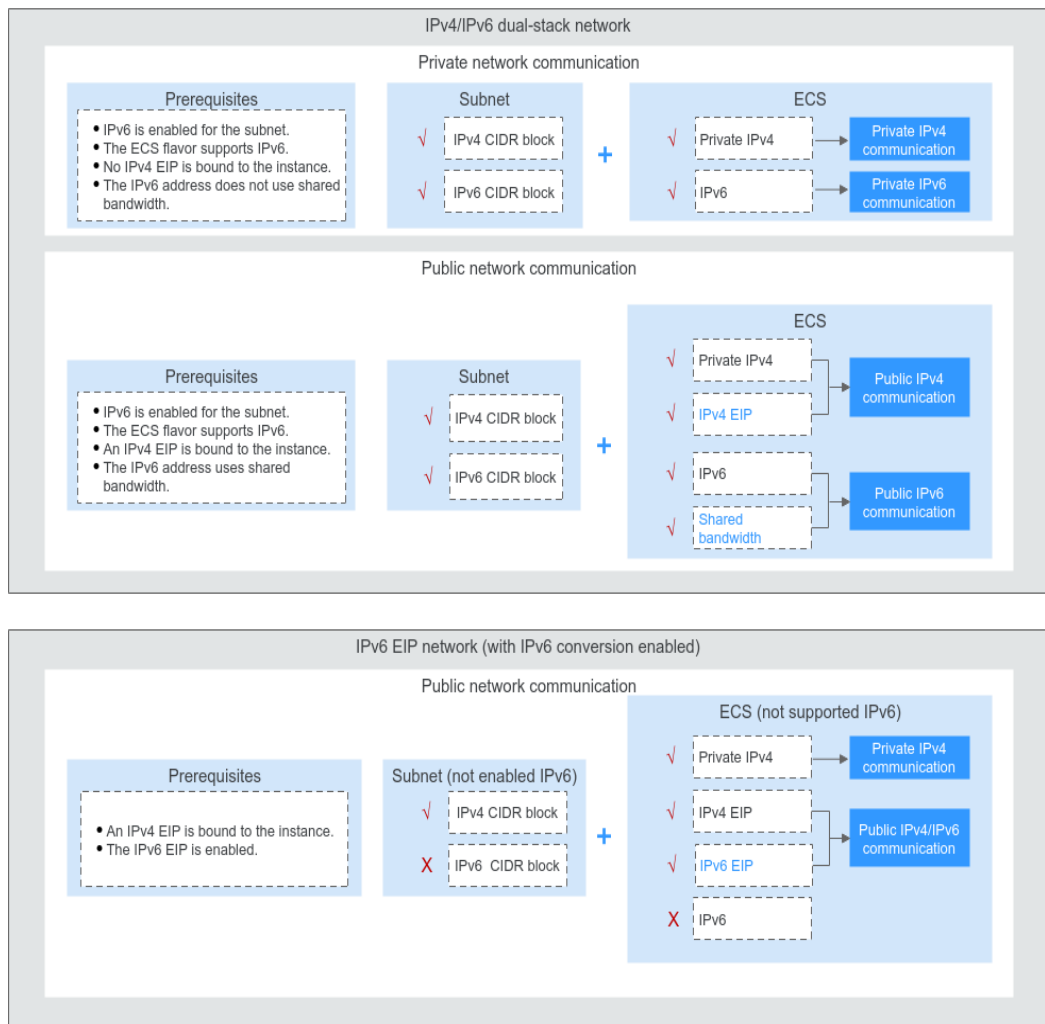 IPv4/IPv6 dual-stack network
Private network communication
Prerequisites
• IPv6 is enabled for the subnet.
• The ECS flavor supports IPv6.
• No IPv4 EIP is bound to the instance.
• The IPv6 address does not use shared
bandwidth.
Subnet
√ IPv4 CIDR block
√ IPv6 CIDR block
+
ECS
√ Private IPv4
Private IPv4
communication
√ IPv6
Private IPv6
communication
Public network communication
Prerequisites
• IPv6 is enabled for the subnet.
• The ECS flavor supports IPv6.
• An IPv4 EIP is bound to the instance.
• The IPv6 address uses shared
bandwidth.
Subnet
√ IPv4 CIDR block
√ IPv6 CIDR block
+
ECS
√ Private IPv4
√ IPv4 EIP
Public IPv4
communication
√ IPv6
√ Shared
bandwidth
Public IPv6
communication
IPv6 EIP network (with IPv6 conversion enabled)
Public network communication
Prerequisites
• An IPv4 EIP is bound to the instance.
• The IPv6 EIP is enabled.
Subnet (not enabled IPv6)
√ IPv4 CIDR block
X IPv6 CIDR block
+
ECS (not supported IPv6)
√ Private IPv4
Private IPv4
communication
√ IPv4 EIP
√ IPv6 EIP
Public IPv4/IPv6
communication
X IPv6